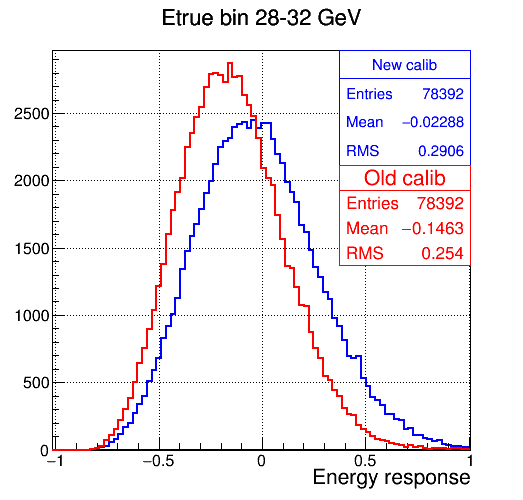 Etrue bin 28-32 GeV
New calib
Entries 78392
Mean −0.02288
RMS 0.2906
Old calib
Entries 78392
Mean −0.1463
RMS 0.254
2500
2000
1500
1000
500
0
−1 −0.5 0 0.5 1
Energy response